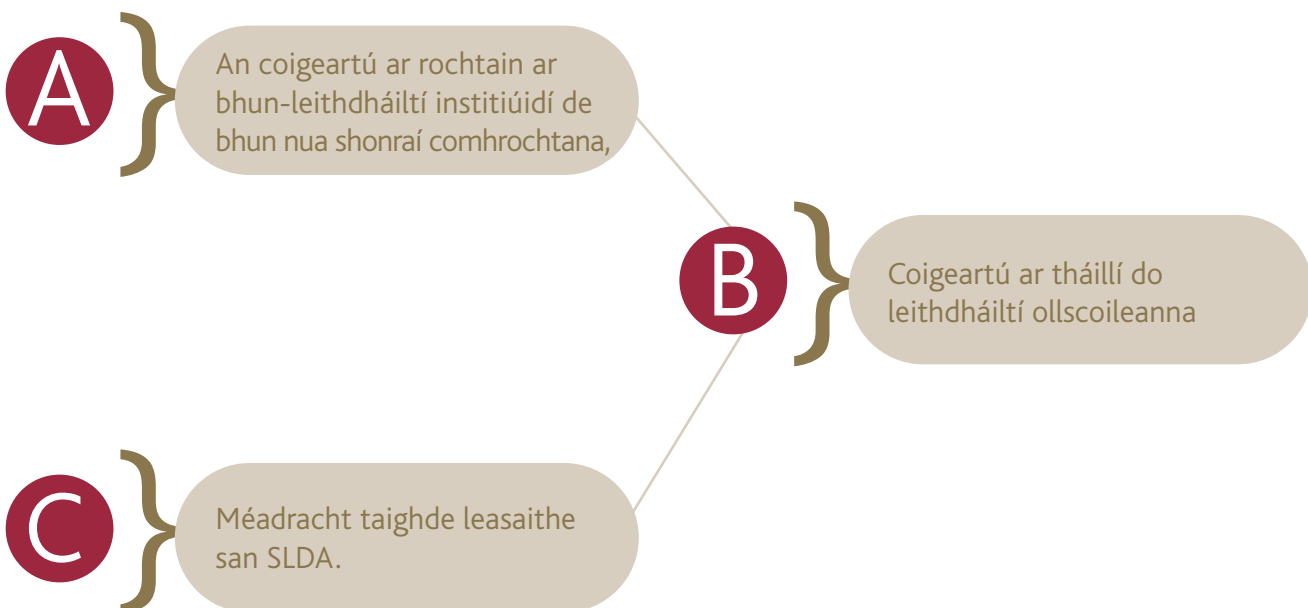 A
An coigeartú ar rochtain ar
bhun-leithdháiltí institiúidí de
bhun nua shonraí comhrochtana,
B
Coigeartú ar tháillí do
leithdháiltí ollscoileanna
C
Méadracht taighde leasaithe
san SLDA.